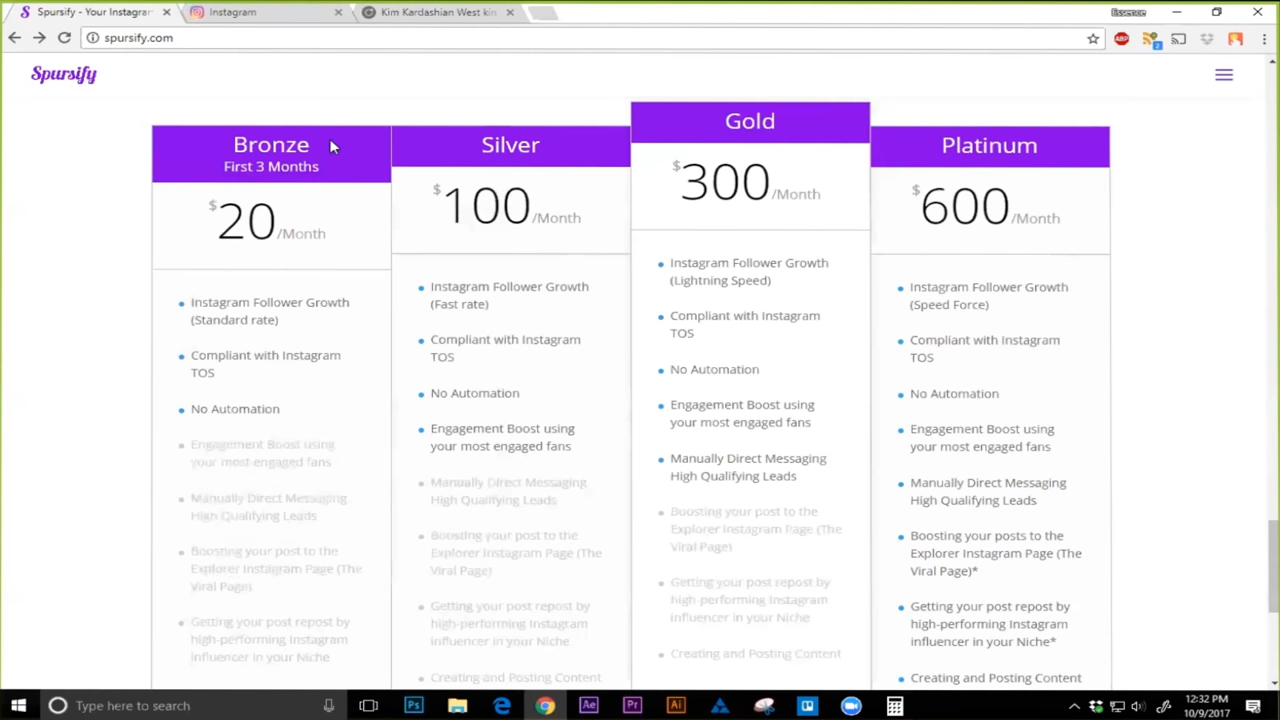 Spursify - Your Instagram
Instagram
Kim Kardashian West kin
Essence
spursify.com
ABP
2
Spursify
Bronze
First 3 Months
$20/Month
Instagram Follower Growth
(Standard rate)
Compliant with Instagram
TOS
No Automation
Engagement Boost using
your most engaged fans
Manually Direct Messaging
High Qualifying Leads
Boosting your post to the
Explorer Instagram Page (The
Viral Page)
Getting your post repost by
high-performing Instagram
influencer in your Niche
Silver
$100/Month
Instagram Follower Growth
(Fast rate)
Compliant with Instagram
TOS
No Automation
Engagement Boost using
your most engaged fans
Manually Direct Messaging
High Qualifying Leads
Boosting your post to the
Explorer Instagram Page (The
Viral Page)
Getting your post repost by
high-performing Instagram
influencer in your Niche
Creating and Posting Content
Gold
$300/Month
Instagram Follower Growth
(Lightning Speed)
Compliant with Instagram
TOS
No Automation
Engagement Boost using
your most engaged fans
Manually Direct Messaging
High Qualifying Leads
Boosting your post to the
Explorer Instagram Page (The
Viral Page)
Getting your post repost by
high-performing Instagram
influencer in your Niche
Creating and Posting Content
Platinum
$600/Month
Instagram Follower Growth
(Speed Force)
Compliant with Instagram
TOS
No Automation
Engagement Boost using
your most engaged fans
Manually Direct Messaging
High Qualifying Leads
Boosting your posts to the
Explorer Instagram Page (The
Viral Page)*
Getting your post repost by
high-performing Instagram
influencer in your Niche*
Creating and Posting Content
Type here to search
Ps
e
Ae
Pr
Ai
12:32 PM
10/9/2017